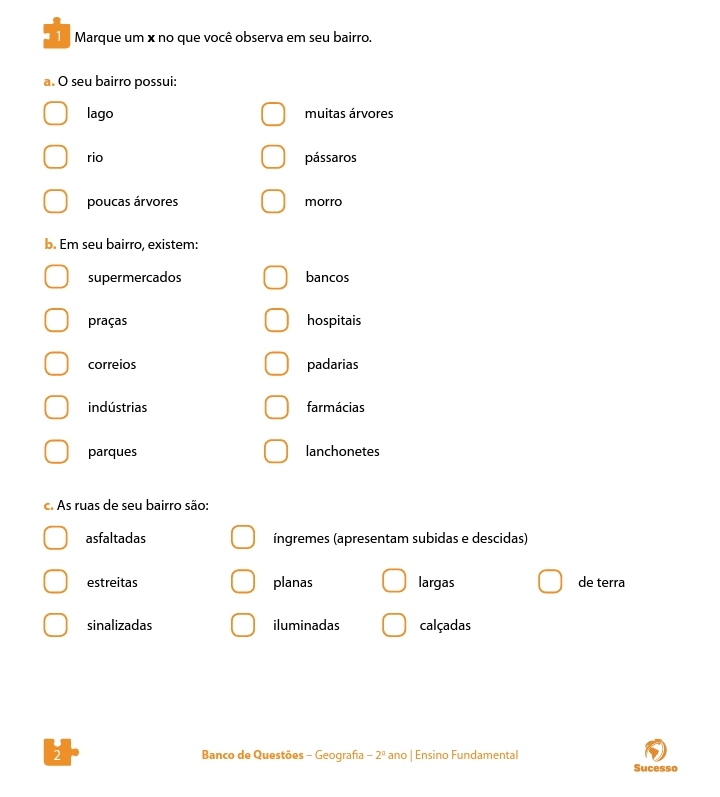 1 Marque um x no que você observa em seu bairro.
a. O seu bairro possui:
lago muitas árvores
rio pássaros
poucas árvores morro
b. Em seu bairro, existem:
supermercados bancos
praças hospitais
correios padarias
indústrias farmácias
parques lanchonetes
c. As ruas de seu bairro são:
asfaltadas íngremes (apresentam subidas e descidas)
estreitas planas largas de terra
sinalizadas iluminadas calçadas
2 Banco de Questões – Geografia – 2º ano | Ensino Fundamental
Sucesso